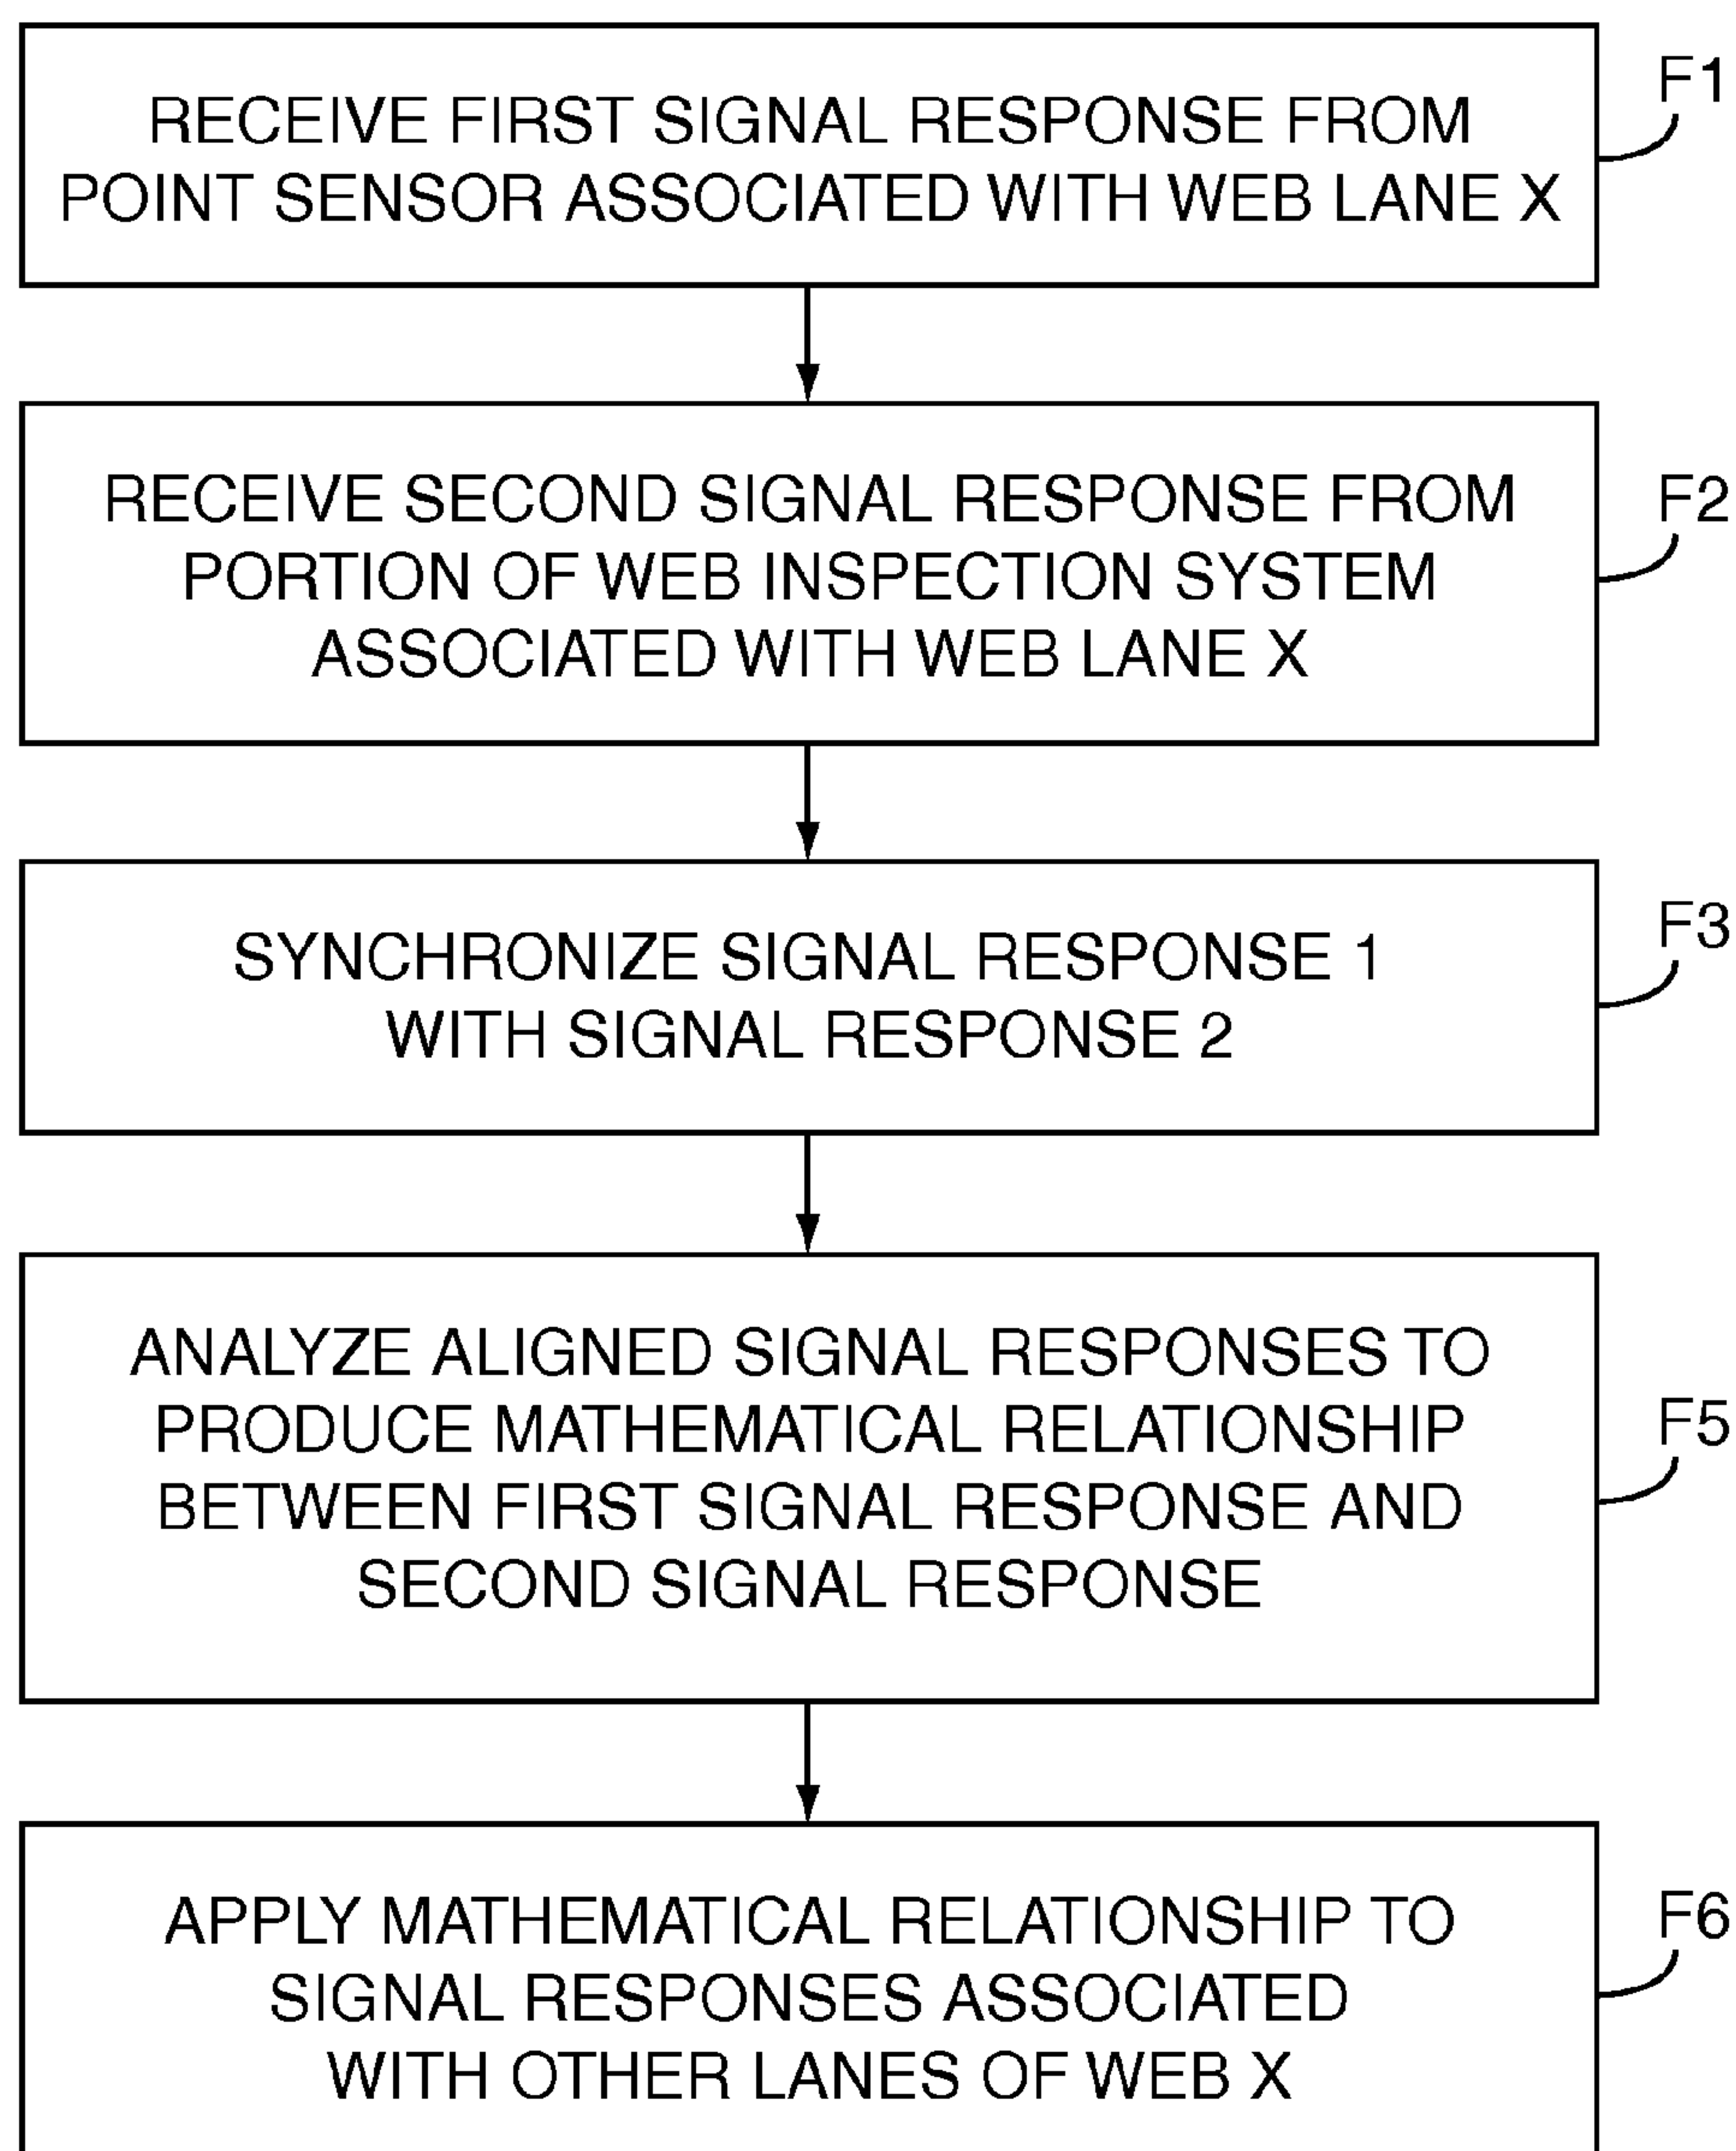 RECEIVE FIRST SIGNAL RESPONSE FROM
POINT SENSOR ASSOCIATED WITH WEB LANE X
F1
RECEIVE SECOND SIGNAL RESPONSE FROM
PORTION OF WEB INSPECTION SYSTEM
ASSOCIATED WITH WEB LANE X
F2
SYNCHRONIZE SIGNAL RESPONSE 1
WITH SIGNAL RESPONSE 2
F3
ANALYZE ALIGNED SIGNAL RESPONSES TO
PRODUCE MATHEMATICAL RELATIONSHIP
BETWEEN FIRST SIGNAL RESPONSE AND
SECOND SIGNAL RESPONSE
F5
APPLY MATHEMATICAL RELATIONSHIP TO
SIGNAL RESPONSES ASSOCIATED
WITH OTHER LANES OF WEB X
F6